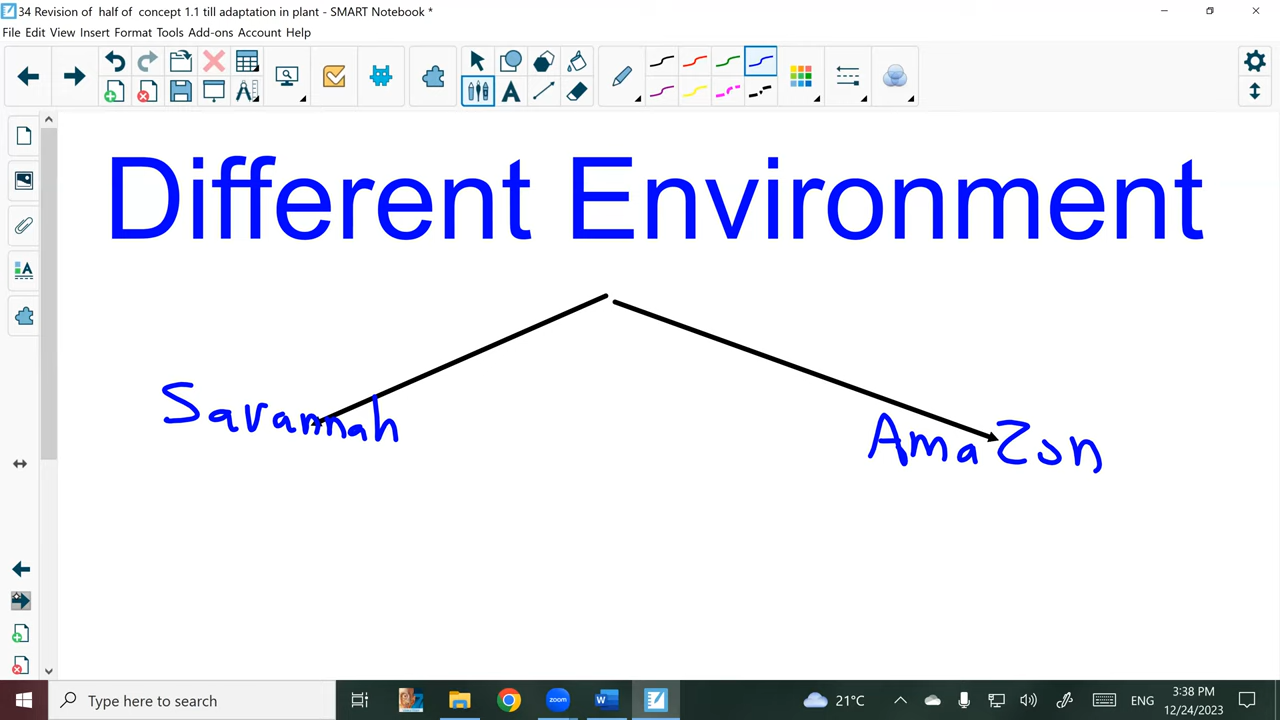 34 Revision of  half of  concept 1.1 till adaptation in plant - SMART Notebook *
File Edit View Insert Format Tools Add-ons Account Help
Different Environment
Savannah
AmaZon
Type here to search
zoom
21°C
ENG
3:38 PM
12/24/2023